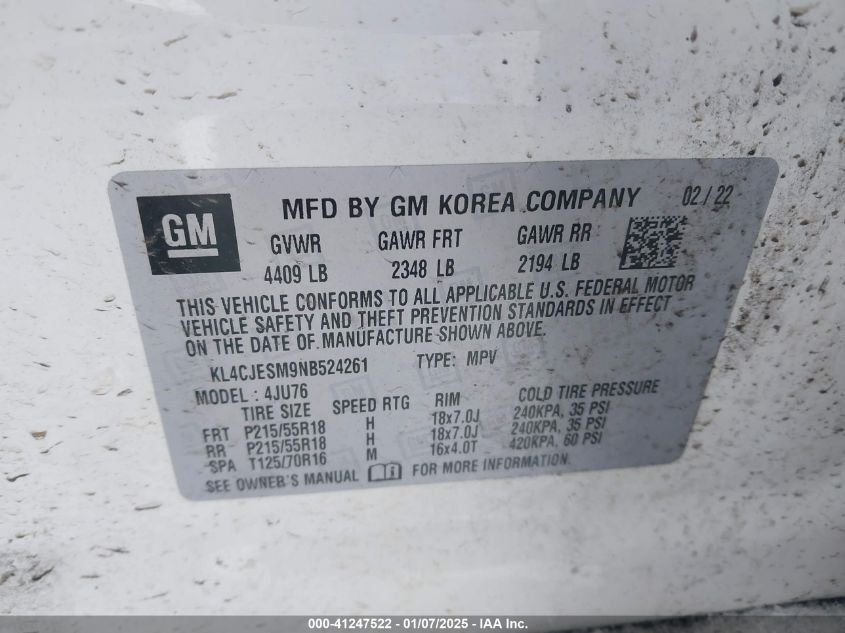 GM
MFD BY GM KOREA COMPANY 02/22
GVWR GAWR FRT GAWR RR
4409 LB 2348 LB 2194 LB
THIS VEHICLE CONFORMS TO ALL APPLICABLE U.S. FEDERAL MOTOR
VEHICLE SAFETY AND THEFT PREVENTION STANDARDS IN EFFECT
ON THE DATE OF MANUFACTURE SHOWN ABOVE.
KL4CJESM9NB524261 TYPE: MPV
MODEL : 4JU76
TIRE SIZE SPEED RTG RIM COLD TIRE PRESSURE
FRT P215/55R18 H 18x7.0J 240KPA, 35 PSI
RR P215/55R18 H 18x7.0J 240KPA, 35 PSI
SPA T125/70R16 M 16x4.0T 420KPA, 60 PSI
SEE OWNER'S MANUAL FOR MORE INFORMATION.
000-41247522 - 01/07/2025 - IAA Inc.